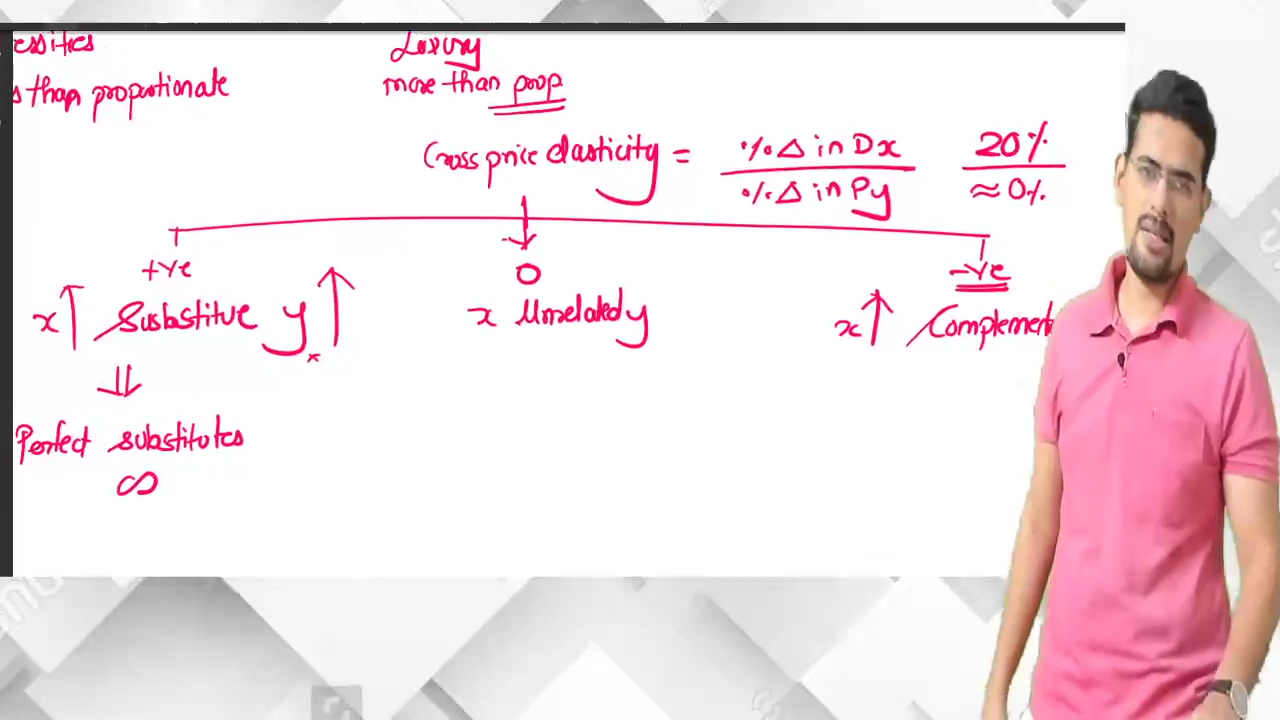 essities
Luxury
s than proportionate
more than prop
Cross price elasticity = %Δ in Dx / %Δ in Py 20% / ≈0%
+ve
0
-ve
x↑ Susbstitue y↑
x Unrelated y
x↑ Complement
⇓
Perfect substitutes
∞